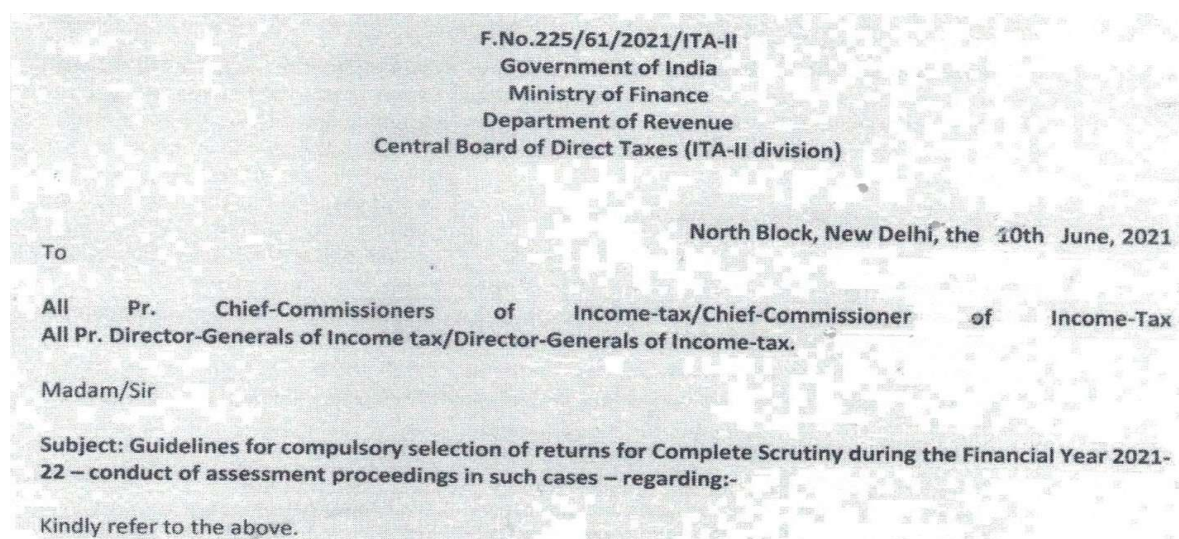 F.No.225/61/2021/ITA-II
Government of India
Ministry of Finance
Department of Revenue
Central Board of Direct Taxes (ITA-II division)
North Block, New Delhi, the 10th June, 2021
To
All Pr. Chief-Commissioners of Income-tax/Chief-Commissioner of Income-Tax
All Pr. Director-Generals of Income tax/Director-Generals of Income-tax.
Madam/Sir
Subject: Guidelines for compulsory selection of returns for Complete Scrutiny during the Financial Year 2021-
22 – conduct of assessment proceedings in such cases – regarding:-
Kindly refer to the above.